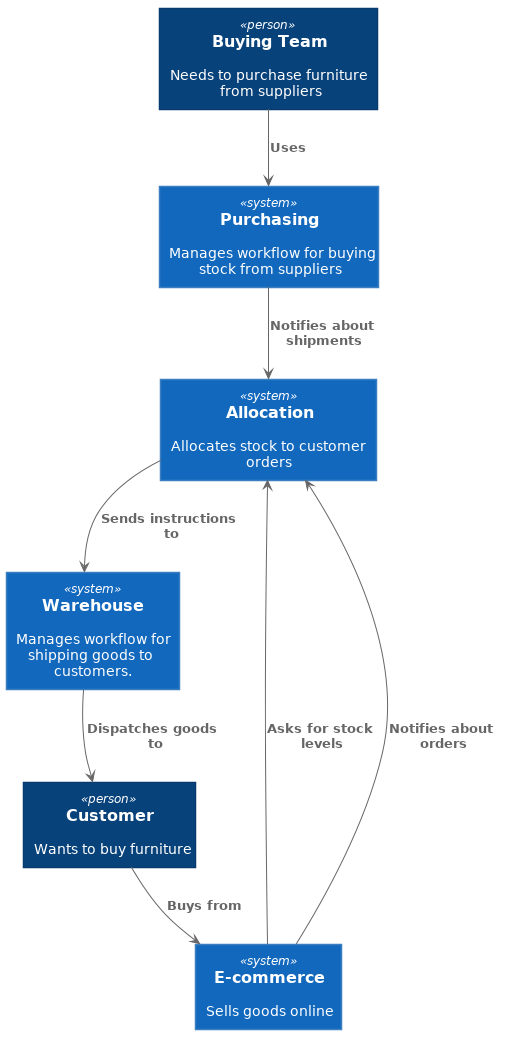 «person»
Buying Team
Needs to purchase furniture
from suppliers
Uses
«system»
Purchasing
Manages workflow for buying
stock from suppliers
Notifies about
shipments
«system»
Allocation
Allocates stock to customer
orders
Sends instructions
to
«system»
Warehouse
Manages workflow for
shipping goods to
customers.
Dispatches goods
to
Asks for stock
levels
Notifies about
orders
«person»
Customer
Wants to buy furniture
Buys from
«system»
E-commerce
Sells goods online